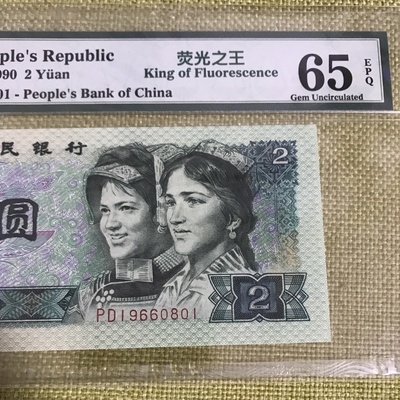 ple's Republic
990 2 Yüan
01 - People's Bank of China
荧光之王
King of Fluorescence
65
EPQ
Gem Uncirculated
民银行
2
圆
PD19660801
2